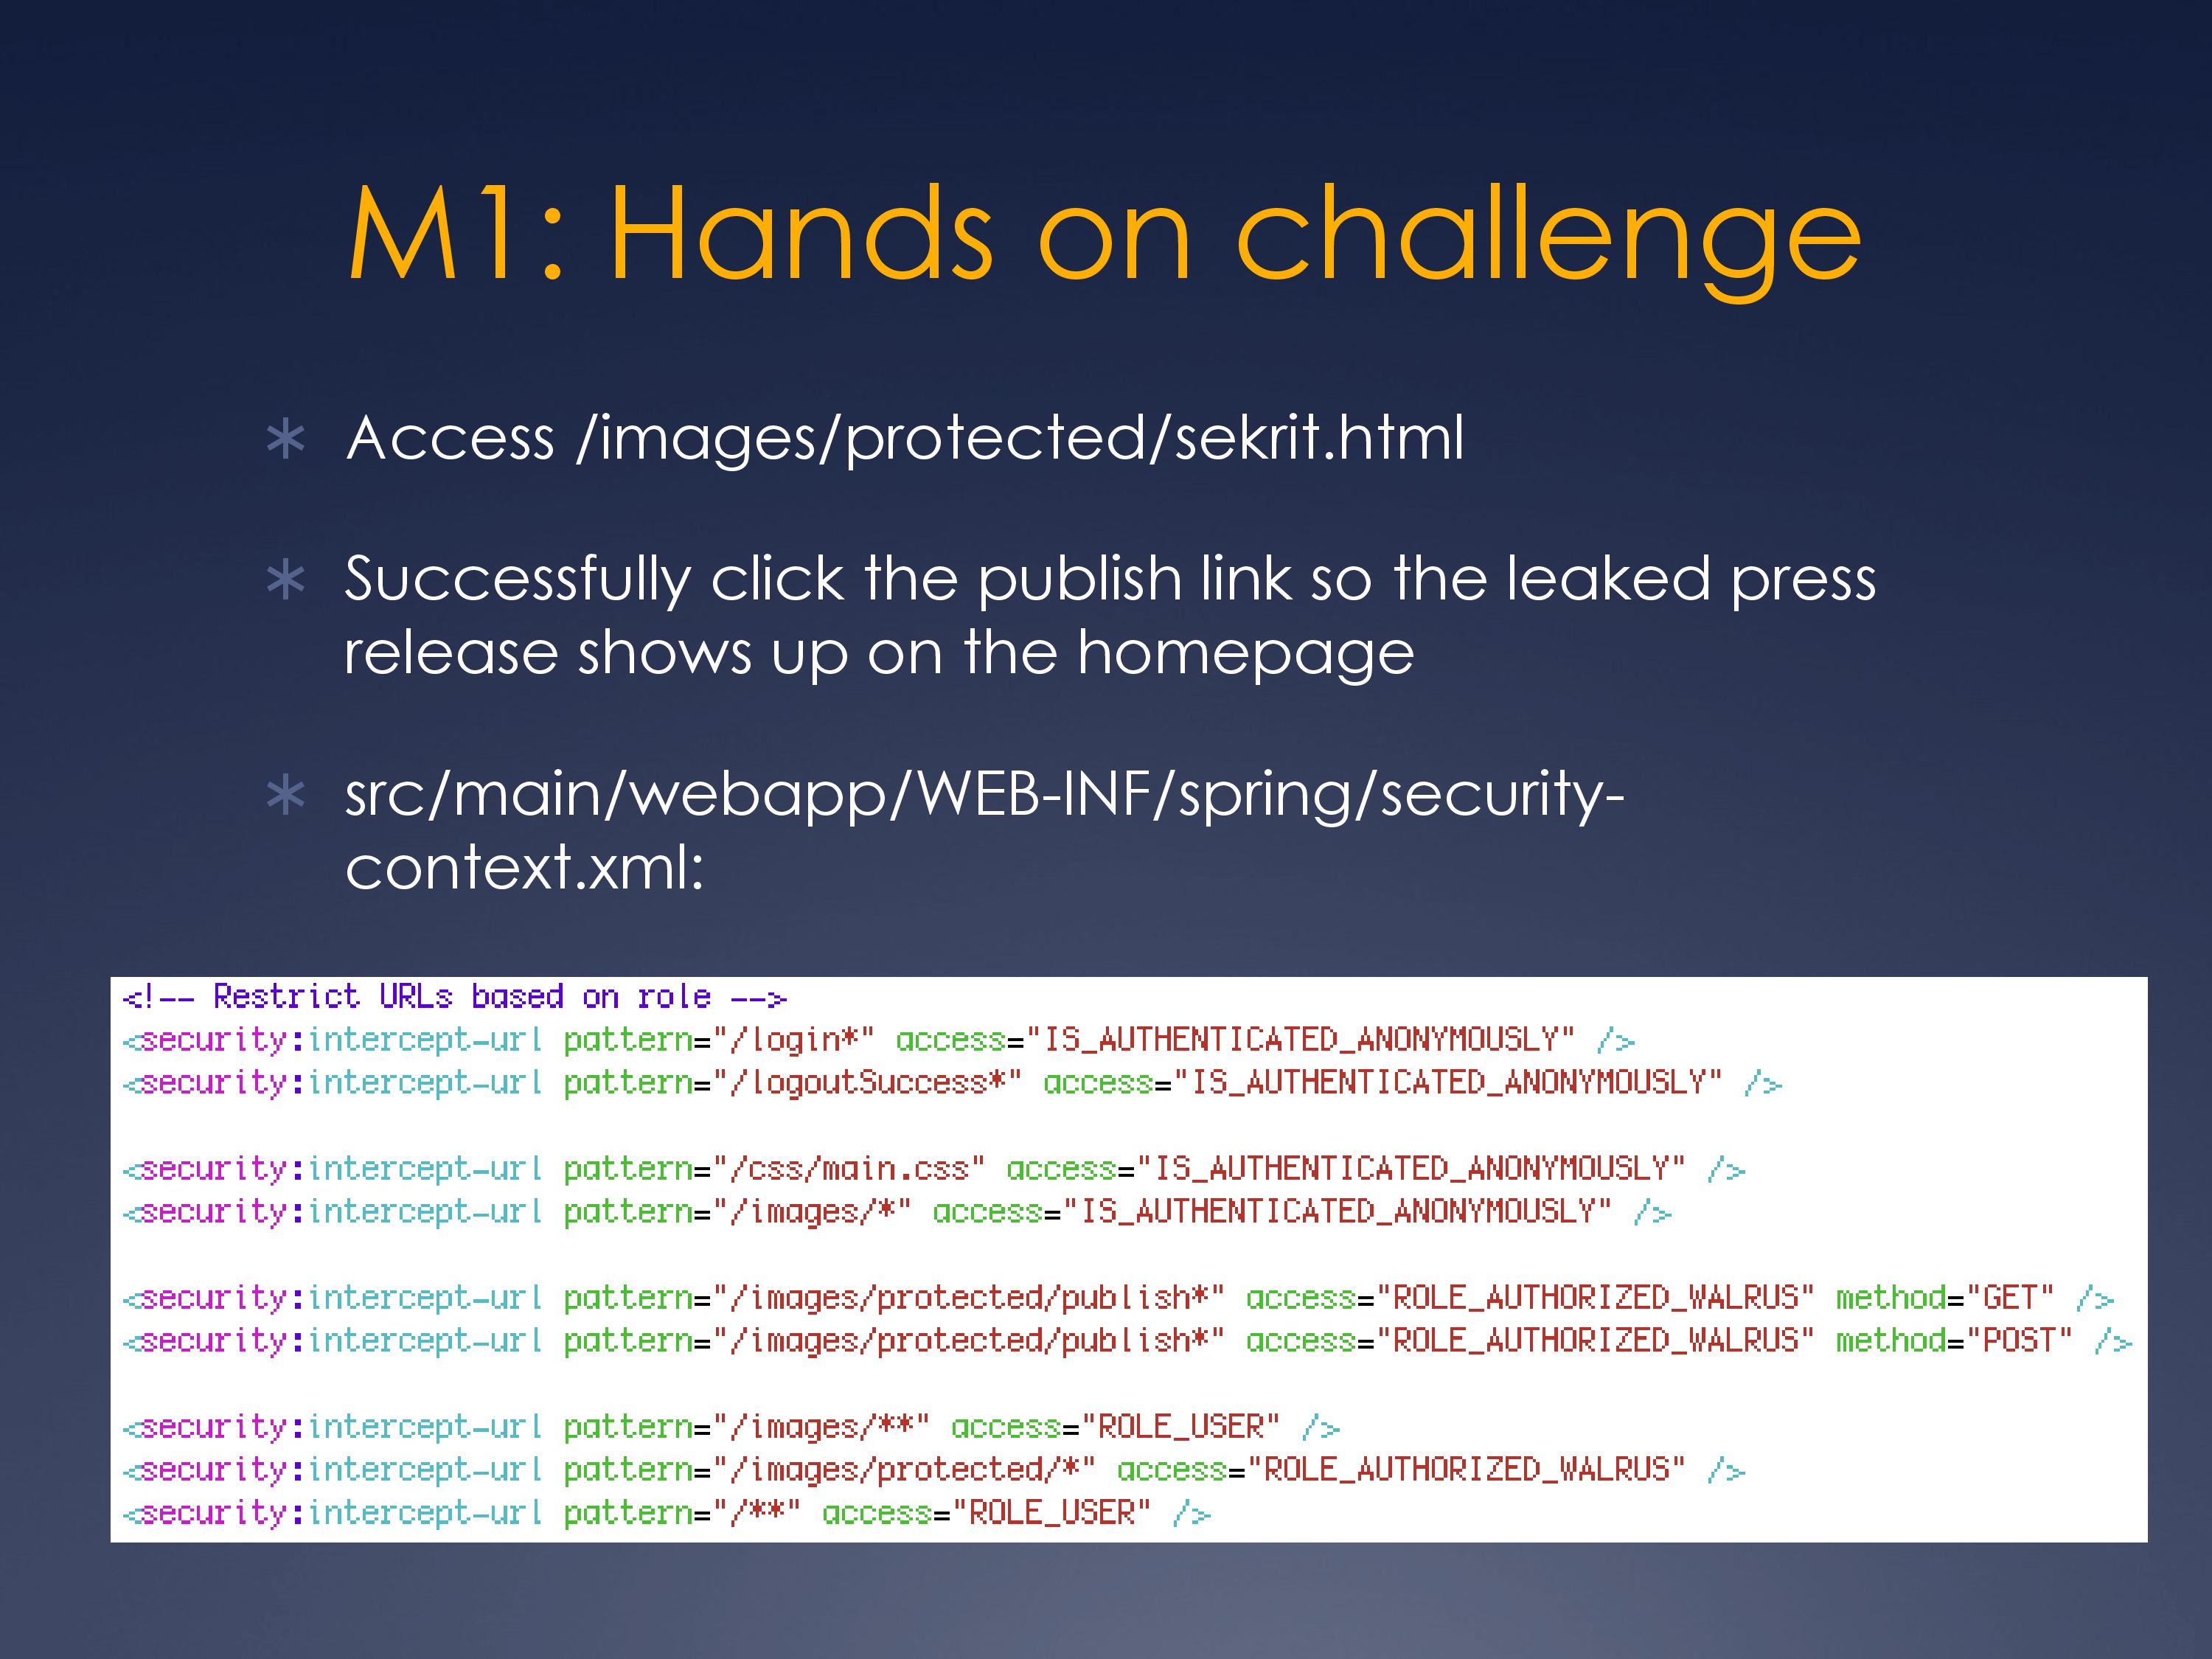 M1: Hands on challenge
* Access /images/protected/sekrit.html
* Successfully click the publish link so the leaked press
release shows up on the homepage
* src/main/webapp/WEB-INF/spring/security-
context.xml:
<!-- Restrict URLs based on role -->
<security:intercept-url pattern="/login*" access="IS_AUTHENTICATED_ANONYMOUSLY" />
<security:intercept-url pattern="/logoutSuccess*" access="IS_AUTHENTICATED_ANONYMOUSLY" />
<security:intercept-url pattern="/css/main.css" access="IS_AUTHENTICATED_ANONYMOUSLY" />
<security:intercept-url pattern="/images/*" access="IS_AUTHENTICATED_ANONYMOUSLY" />
<security:intercept-url pattern="/images/protected/publish*" access="ROLE_AUTHORIZED_WALRUS" method="GET" />
<security:intercept-url pattern="/images/protected/publish*" access="ROLE_AUTHORIZED_WALRUS" method="POST" />
<security:intercept-url pattern="/images/**" access="ROLE_USER" />
<security:intercept-url pattern="/images/protected/*" access="ROLE_AUTHORIZED_WALRUS" />
<security:intercept-url pattern="/**" access="ROLE_USER" />